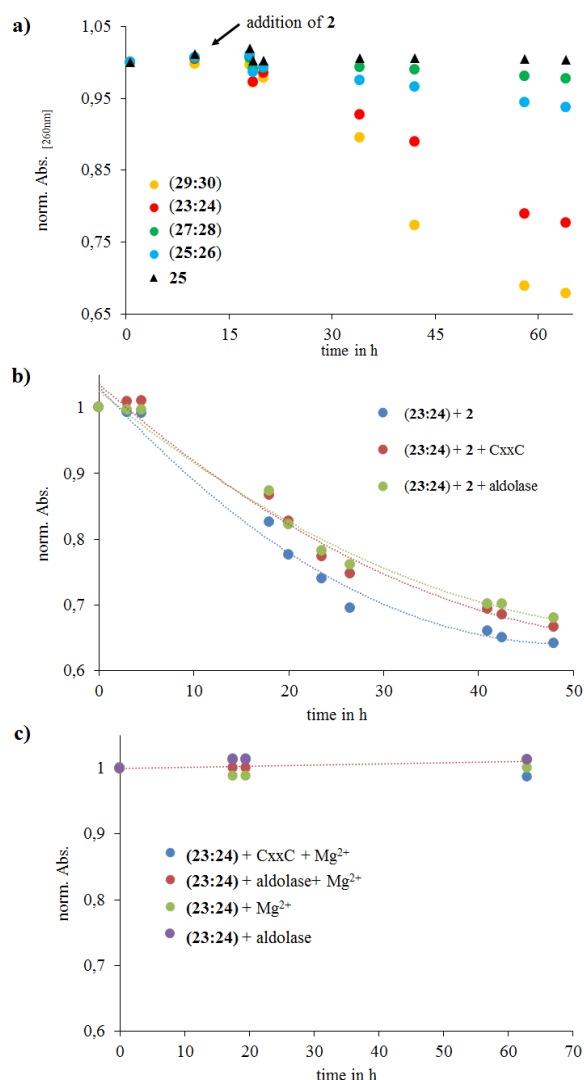 a)
1,05
0,95
0,85
0,75
0,65
norm. Abs. [260nm]
addition of 2
(29:30)
(23:24)
(27:28)
(25:26)
25
0
15
30
45
60
time in h
b)
1
0,9
0,8
0,7
0,6
norm. Abs.
(23:24) + 2
(23:24) + 2 + CxxC
(23:24) + 2 + aldolase
0
10
20
30
40
50
time in h
c)
1
0,9
0,8
0,7
0,6
norm. Abs.
(23:24) + CxxC + Mg²⁺
(23:24) + aldolase+ Mg²⁺
(23:24) + Mg²⁺
(23:24) + aldolase
0
10
20
30
40
50
60
70
time in h